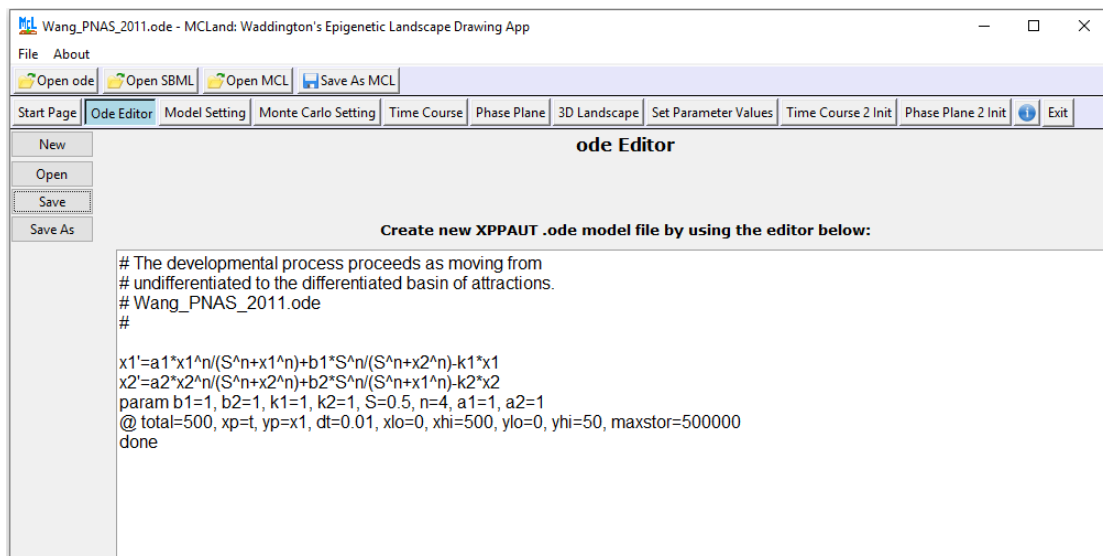 McL Wang_PNAS_2011.ode - MCLand: Waddington's Epigenetic Landscape Drawing App
File About
Open ode Open SBML Open MCL Save As MCL
Start Page Ode Editor Model Setting Monte Carlo Setting Time Course Phase Plane 3D Landscape Set Parameter Values Time Course 2 Init Phase Plane 2 Init i Exit
New
ode Editor
Open
Save
Save As
Create new XPPAUT .ode model file by using the editor below:
# The developmental process proceeds as moving from
# undifferentiated to the differentiated basin of attractions.
# Wang_PNAS_2011.ode
#
x1'=a1*x1^n/(S^n+x1^n)+b1*S^n/(S^n+x2^n)-k1*x1
x2'=a2*x2^n/(S^n+x2^n)+b2*S^n/(S^n+x1^n)-k2*x2
param b1=1, b2=1, k1=1, k2=1, S=0.5, n=4, a1=1, a2=1
@ total=500, xp=t, yp=x1, dt=0.01, xlo=0, xhi=500, ylo=0, yhi=50, maxstor=500000
done